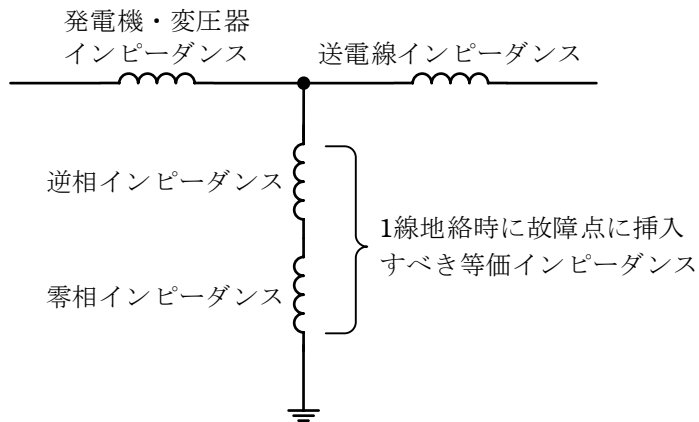 発電機・変圧器
インピーダンス
送電線インピーダンス
逆相インピーダンス
1線地絡時に故障点に挿入
すべき等価インピーダンス
零相インピーダンス